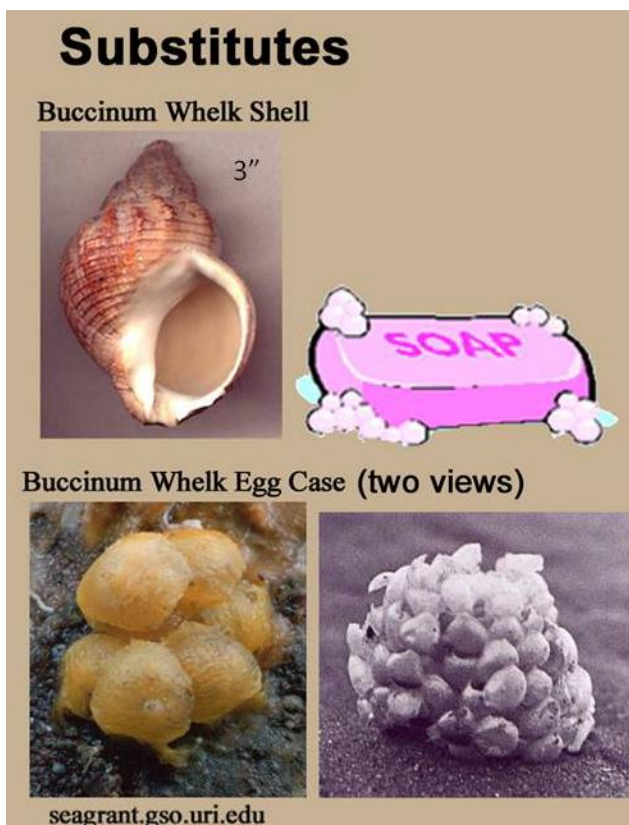 Substitutes
Buccinum Whelk Shell
3”
SOAP
Buccinum Whelk Egg Case (two views)
seagrant.gso.uri.edu